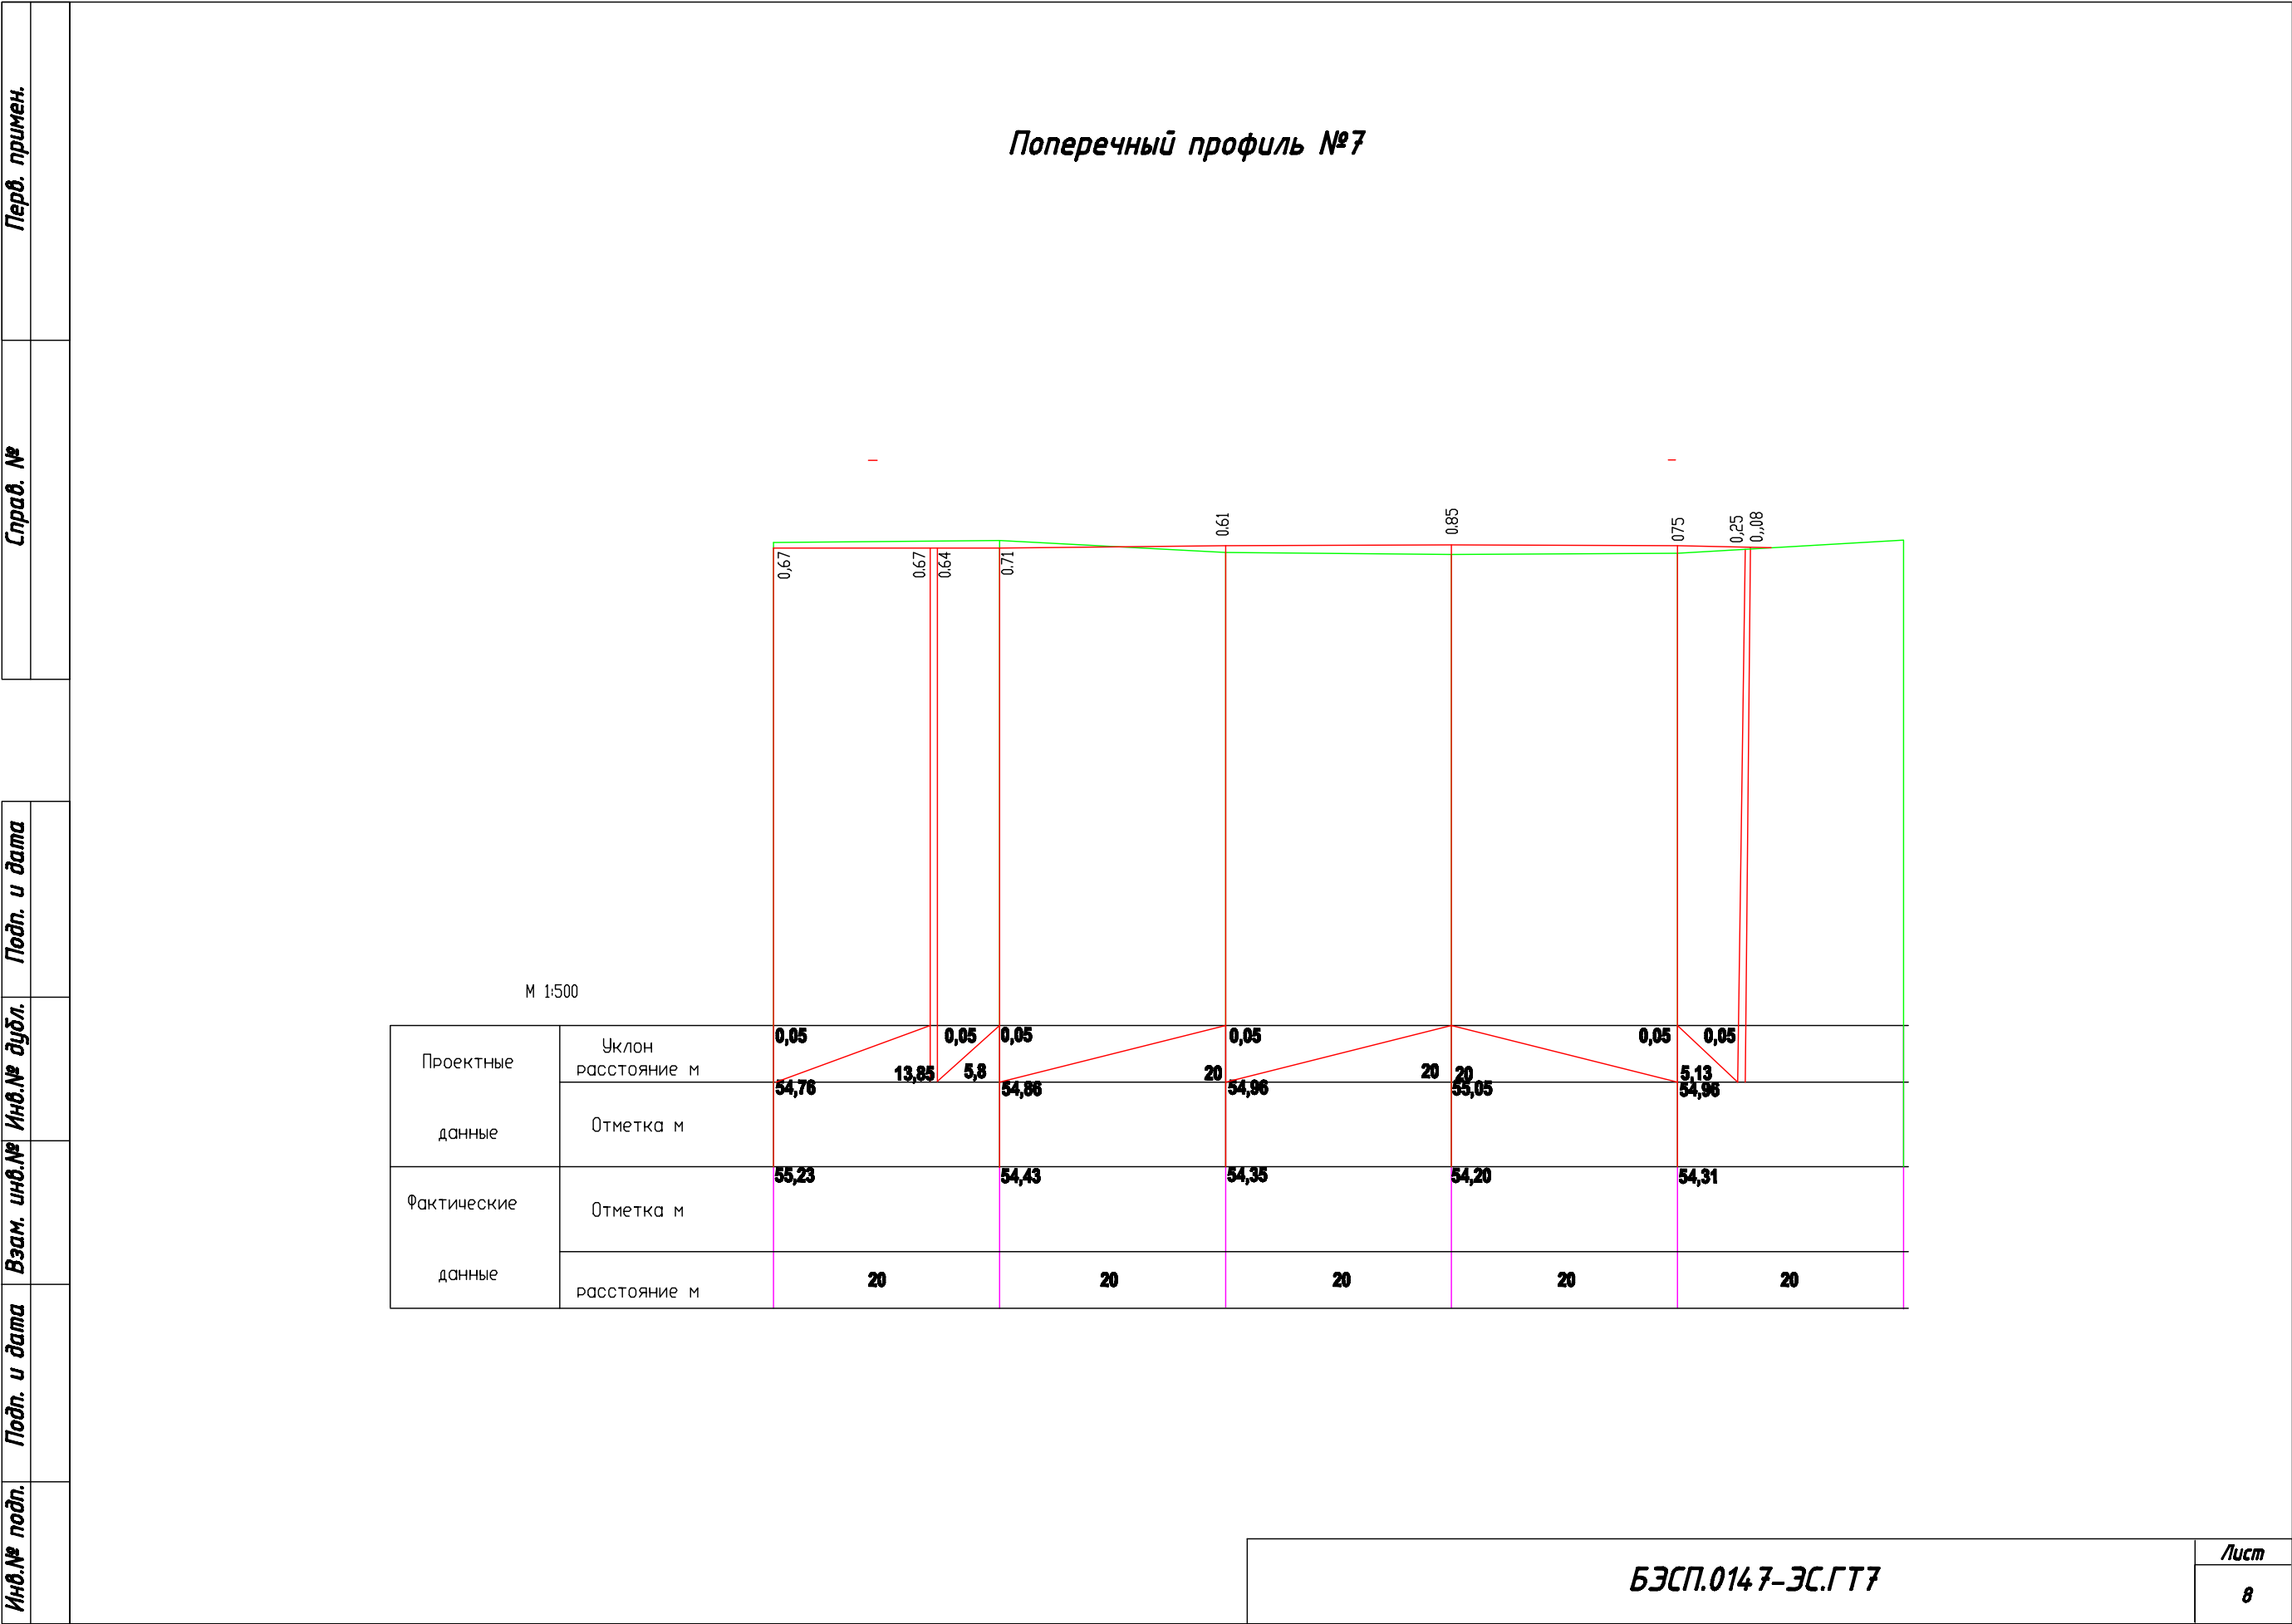 Поперечный профиль №7
Перв. примен.
Справ. №
Подп. и дата
Инв.№ дубл.
Взам. инв.№
Подп. и дата
Инв.№ подп.
0.61
0.85
075
0,25
0,08
0,67
0.67
0.64
0.71
М 1:500
Проектные
данные
Уклон
расстояние м
0,05
0,05
0,05
0,05
0,05
0,05
13,85
5,8
20
20
20
5,13
Отметка м
54,76
54,86
54,96
55,05
54,96
Фактические
данные
Отметка м
55,23
54,43
54,35
54,20
54,31
расстояние м
20
20
20
20
20
БЭСП.0147-ЭС.ГТ7
Лист
8